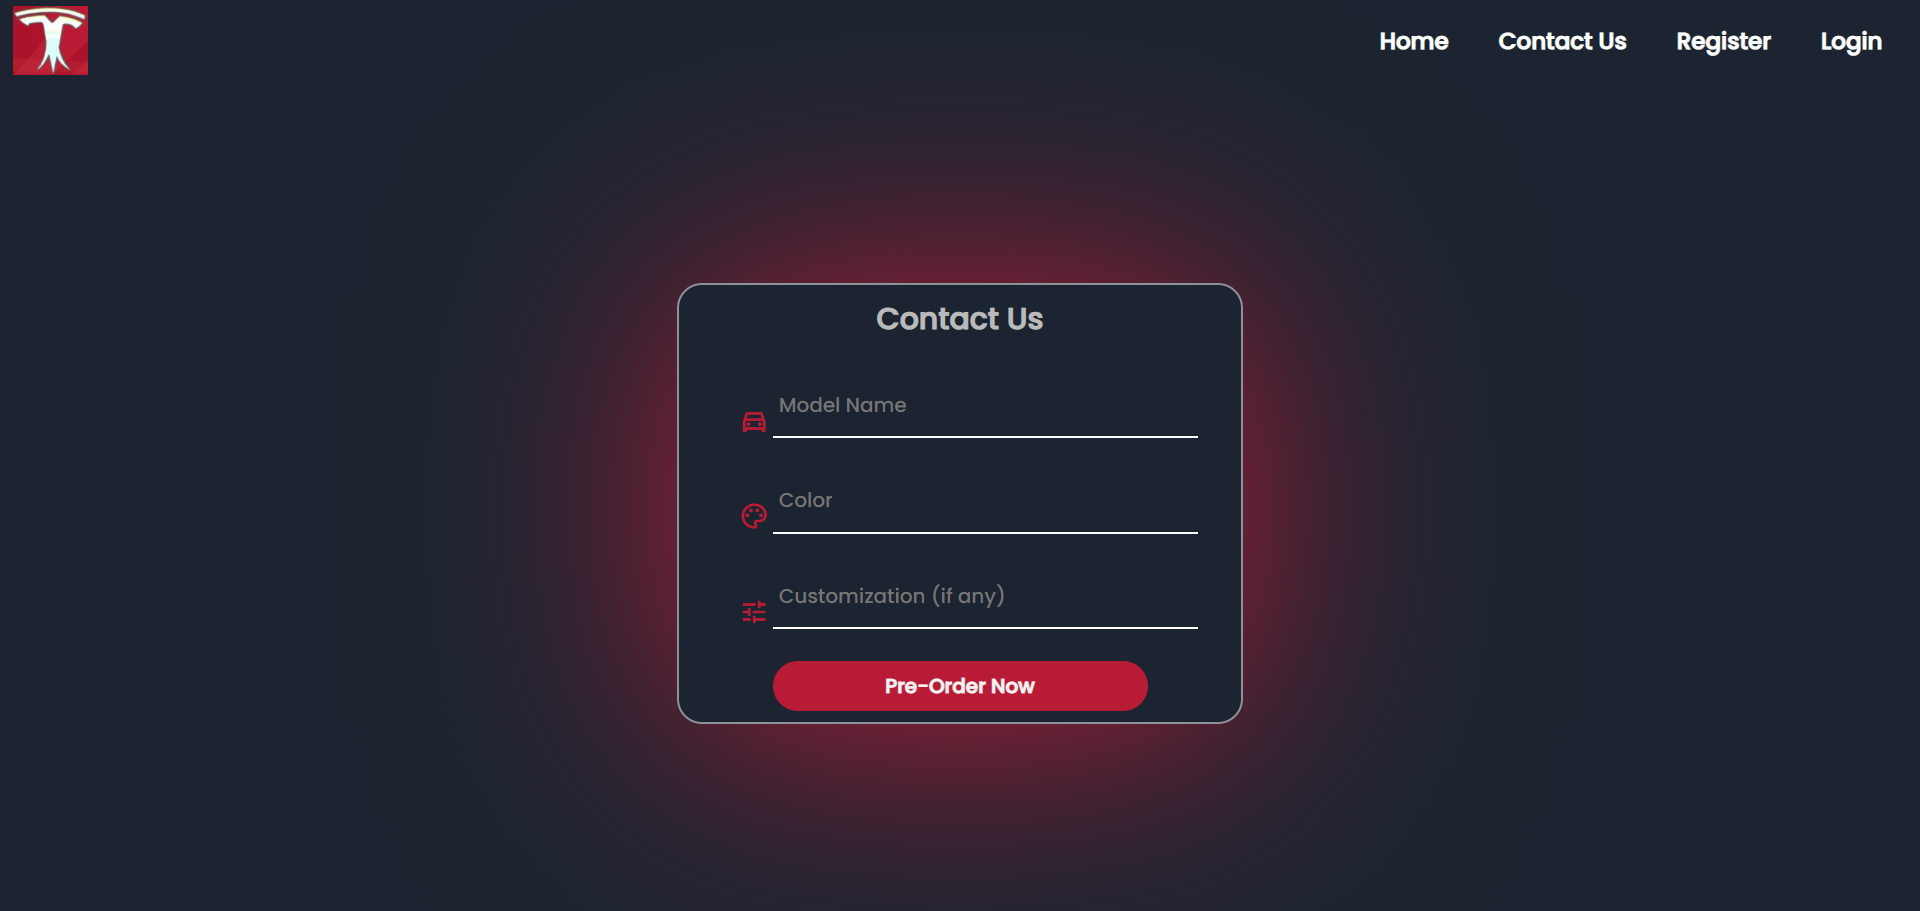 Home Contact Us Register Login
Contact Us
Model Name
Color
Customization (if any)
Pre-Order Now